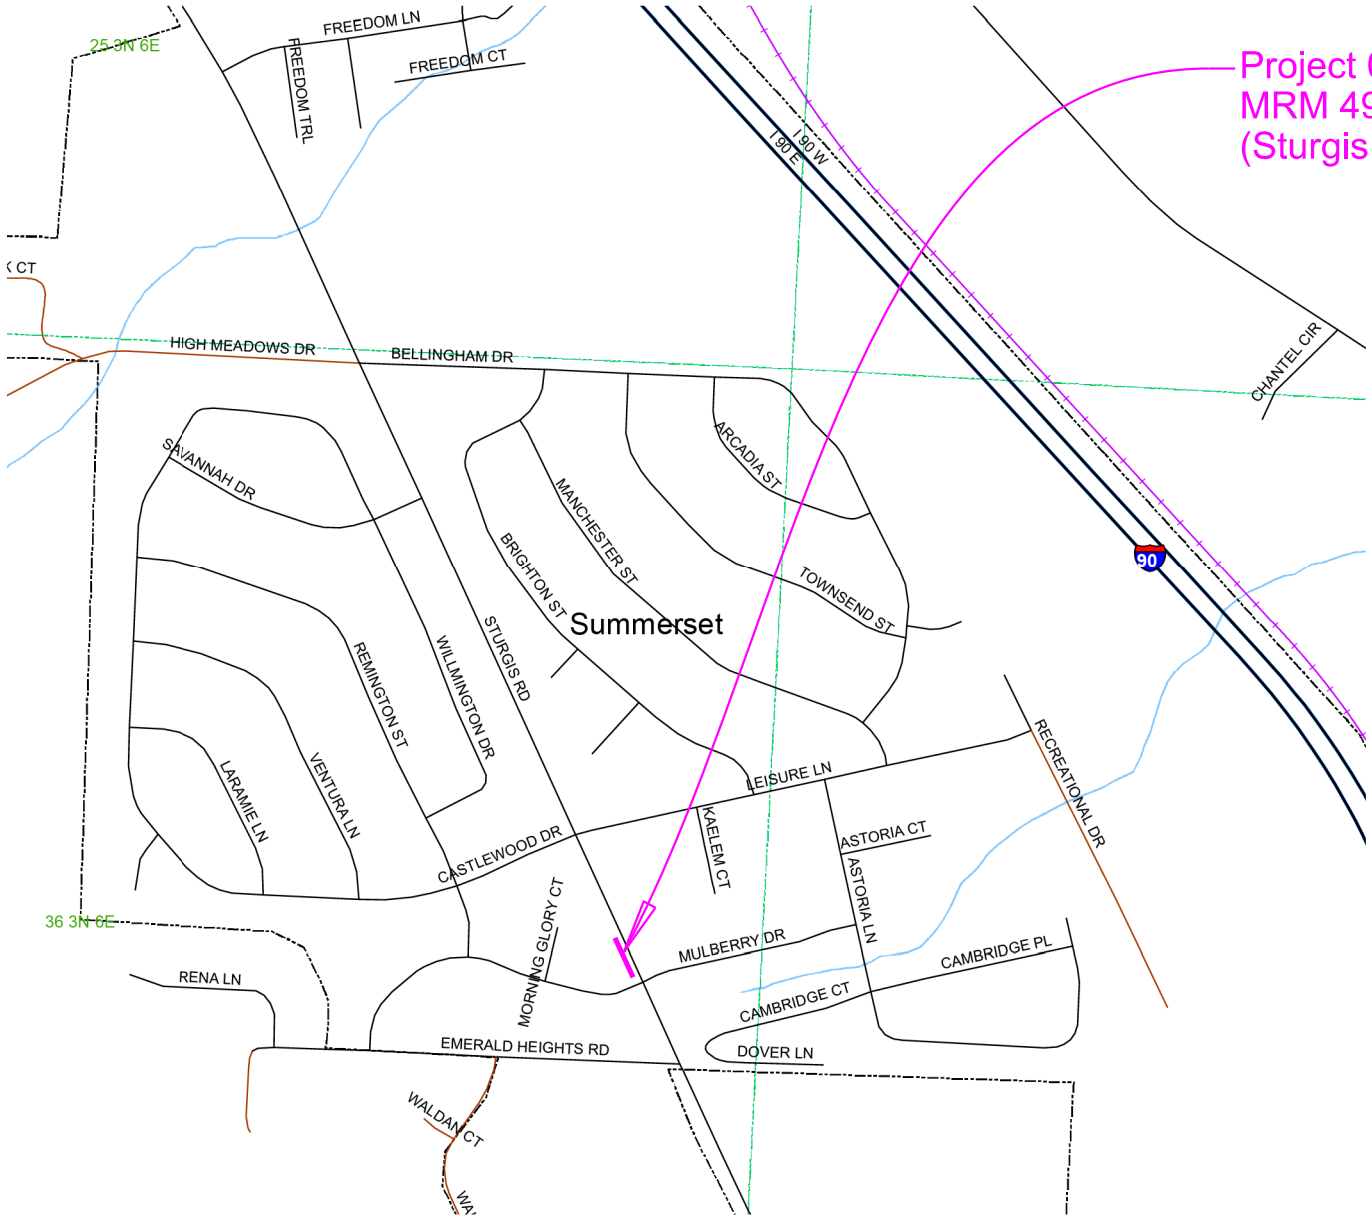 FREEDOM LN
25 3N 6E
FREEDOM TRL
FREEDOM CT
Project
MRM 49
(Sturgis
I 90 W
I 90 E
CT
HIGH MEADOWS DR
BELLINGHAM DR
CHANTEL CIR
SAVANNAH DR
ARCADIA ST
MANCHESTER ST
BRIGHTON ST
TOWNSEND ST
90
Summerset
STURGIS RD
WILLMINGTON DR
REMINGTON ST
VENTURA LN
LARAMIE LN
LEISURE LN
RECREATIONAL DR
KAELEM CT
ASTORIA CT
ASTORIA LN
CASTLEWOOD DR
MORNING GLORY CT
36 3N 6E
MULBERRY DR
CAMBRIDGE PL
RENA LN
CAMBRIDGE CT
EMERALD HEIGHTS RD
DOVER LN
WALDAN CT